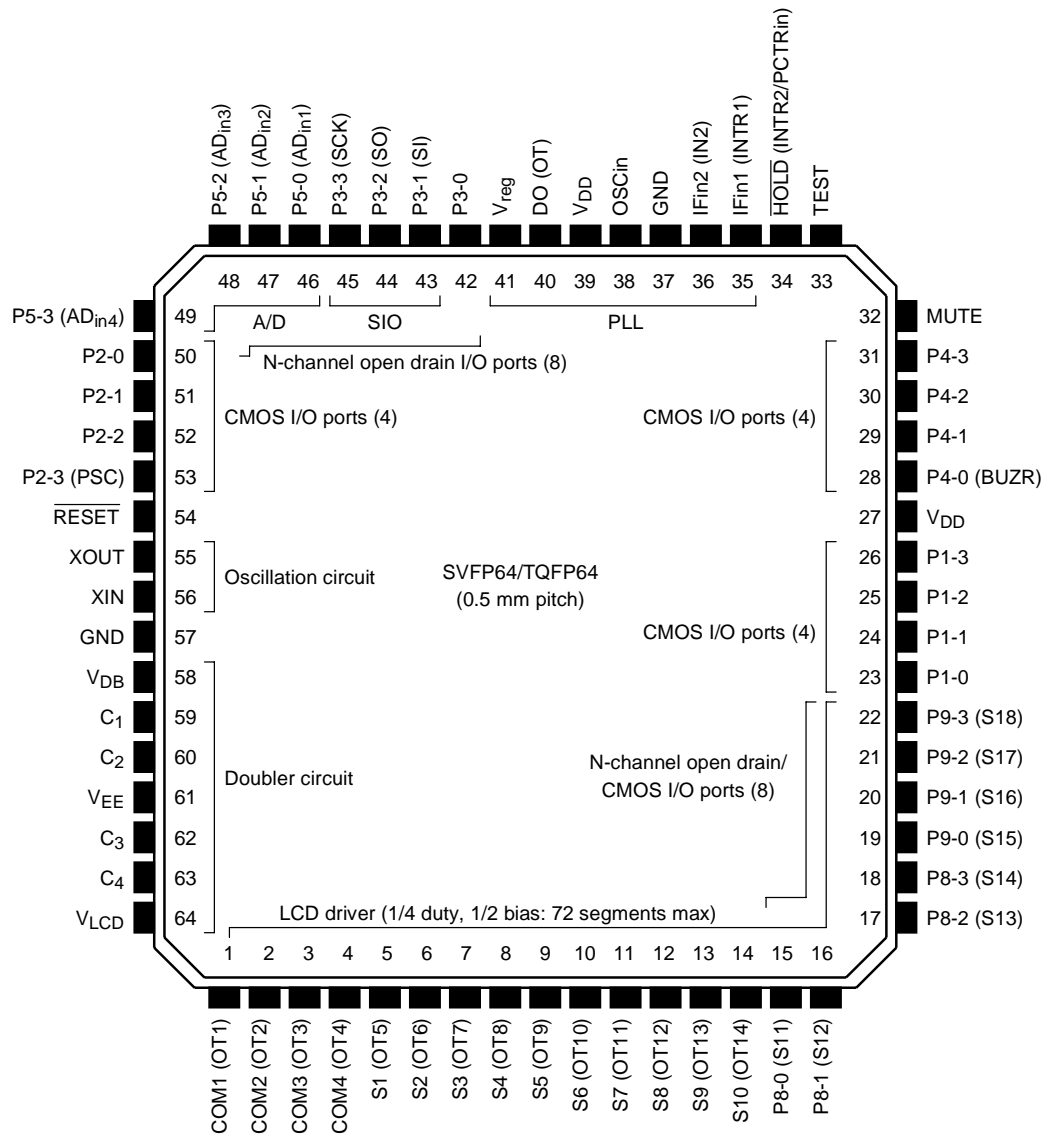 P5-2 (ADin3)
P5-1 (ADin2)
P5-0 (ADin1)
P3-3 (SCK)
P3-2 (SO)
P3-1 (SI)
P3-0
Vreg
DO (OT)
VDD
OSCin
GND
IFin2 (IN2)
IFin1 (INTR1)
HOLD (INTR2/PCTRin)
TEST
48 47 46 45 44 43 42 41 40 39 38 37 36 35 34 33
A/D SIO PLL
N-channel open drain I/O ports (8)
P5-3 (ADin4) 49
P2-0 50
P2-1 51
P2-2 52
P2-3 (PSC) 53
CMOS I/O ports (4)
RESET 54
XOUT 55
XIN 56
Oscillation circuit
GND 57
VDB 58
C1 59
C2 60
VEE 61
C3 62
C4 63
VLCD 64
Doubler circuit
SVFP64/TQFP64
(0.5 mm pitch)
32 MUTE
31 P4-3
30 P4-2
29 P4-1
28 P4-0 (BUZR)
CMOS I/O ports (4)
27 VDD
26 P1-3
25 P1-2
24 P1-1
23 P1-0
CMOS I/O ports (4)
22 P9-3 (S18)
21 P9-2 (S17)
20 P9-1 (S16)
19 P9-0 (S15)
18 P8-3 (S14)
17 P8-2 (S13)
N-channel open drain/
CMOS I/O ports (8)
LCD driver (1/4 duty, 1/2 bias: 72 segments max)
1 2 3 4 5 6 7 8 9 10 11 12 13 14 15 16
COM1 (OT1)
COM2 (OT2)
COM3 (OT3)
COM4 (OT4)
S1 (OT5)
S2 (OT6)
S3 (OT7)
S4 (OT8)
S5 (OT9)
S6 (OT10)
S7 (OT11)
S8 (OT12)
S9 (OT13)
S10 (OT14)
P8-0 (S11)
P8-1 (S12)